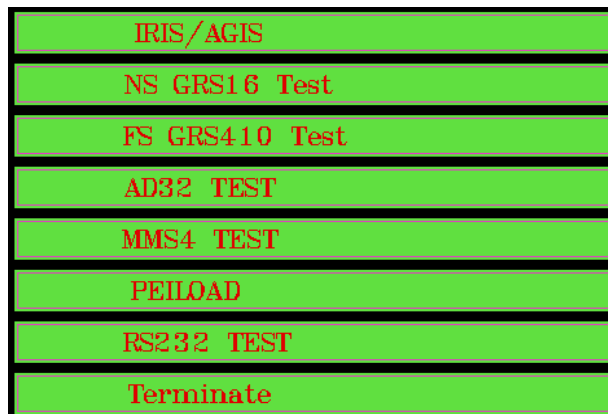 IRIS/AGIS
NS GRS16 Test
FS GRS410 Test
AD32 TEST
MMS4 TEST
PEILOAD
RS232 TEST
Terminate